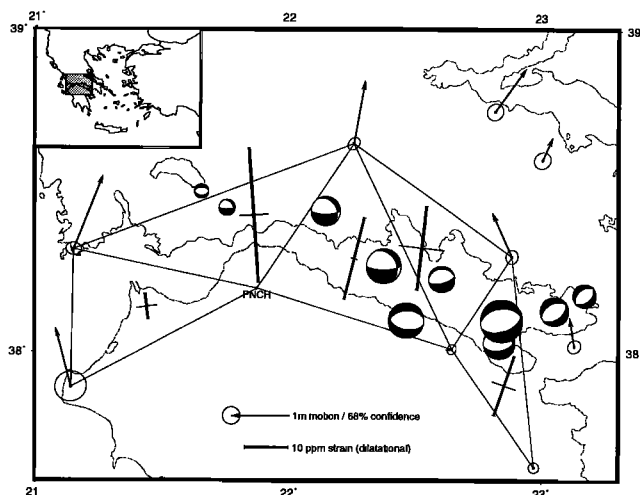 21 22 23
39 39
PNCH
38 38
1m motion / 68% confidence
10 ppm strain (dilatational)
21 22 23